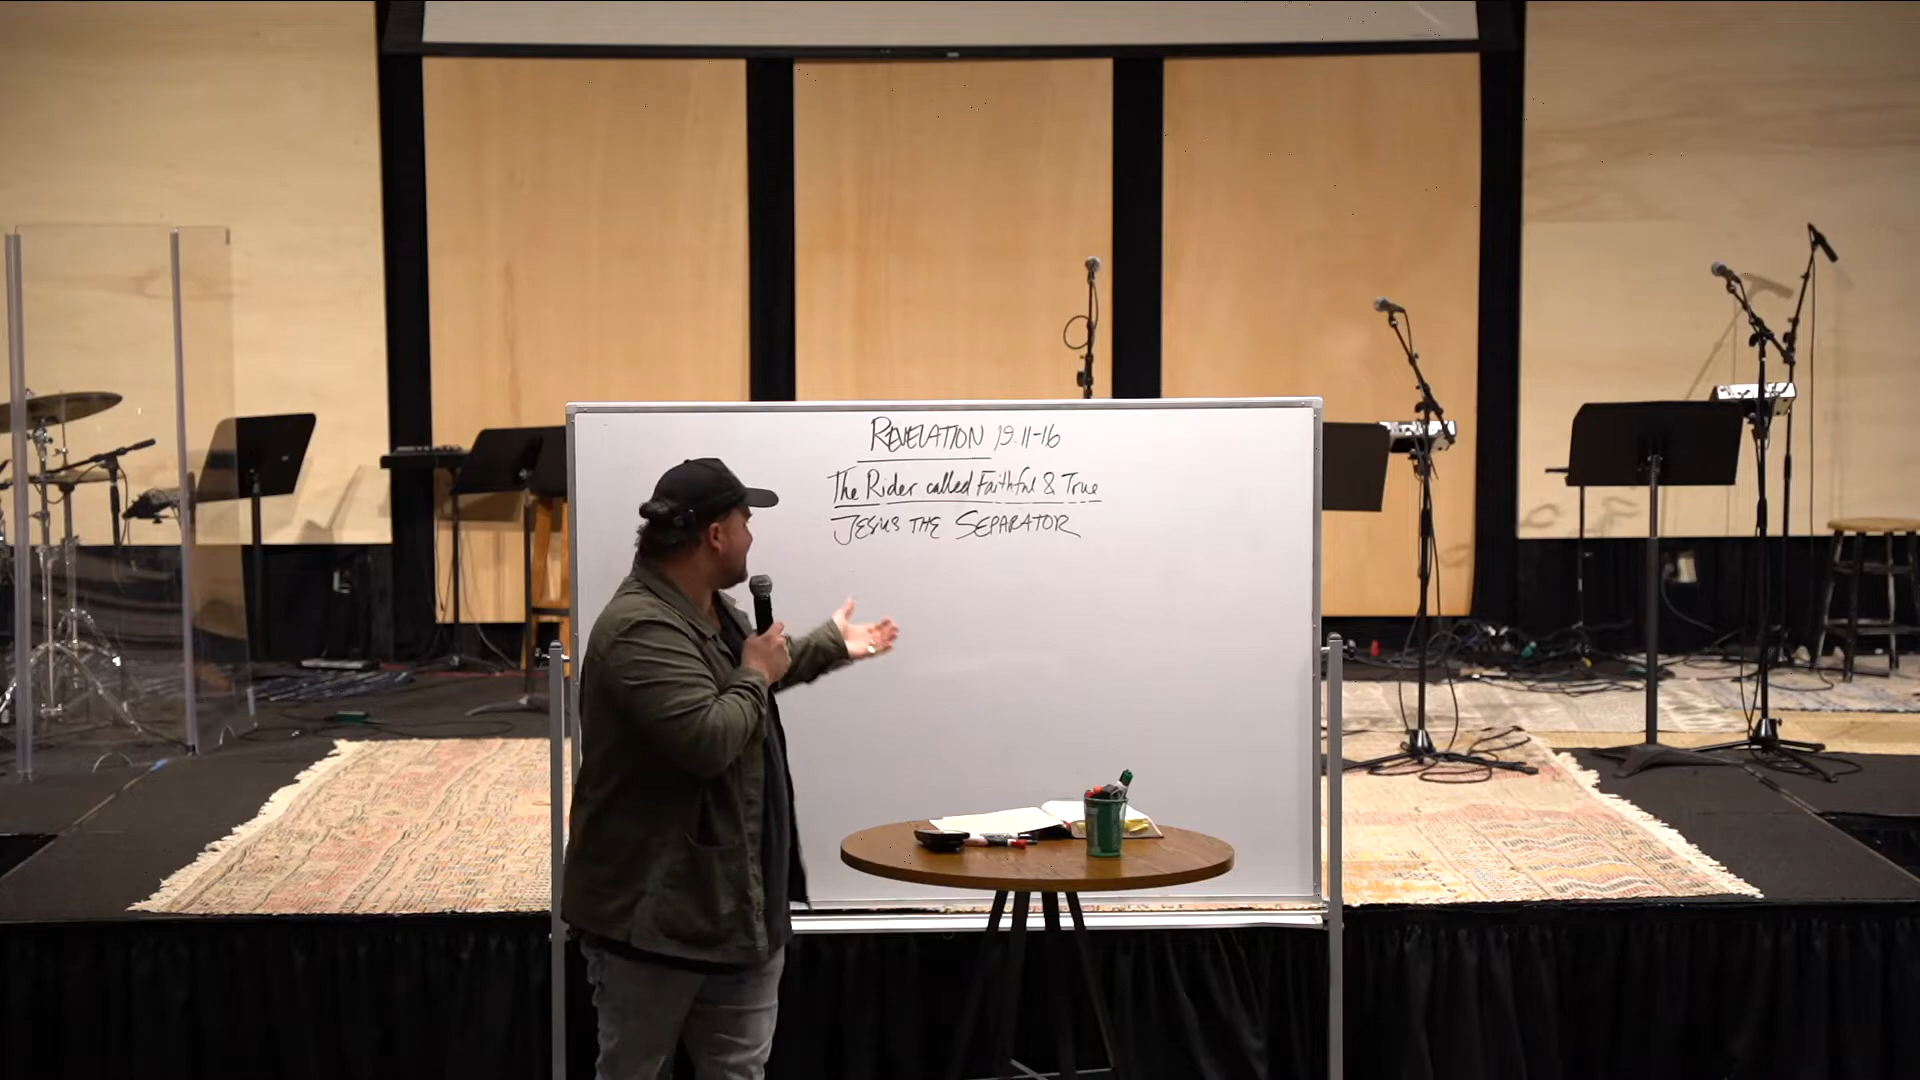 REVELATION 19.11-16
The Rider called Faithful & True
JESUS THE SEPARATOR